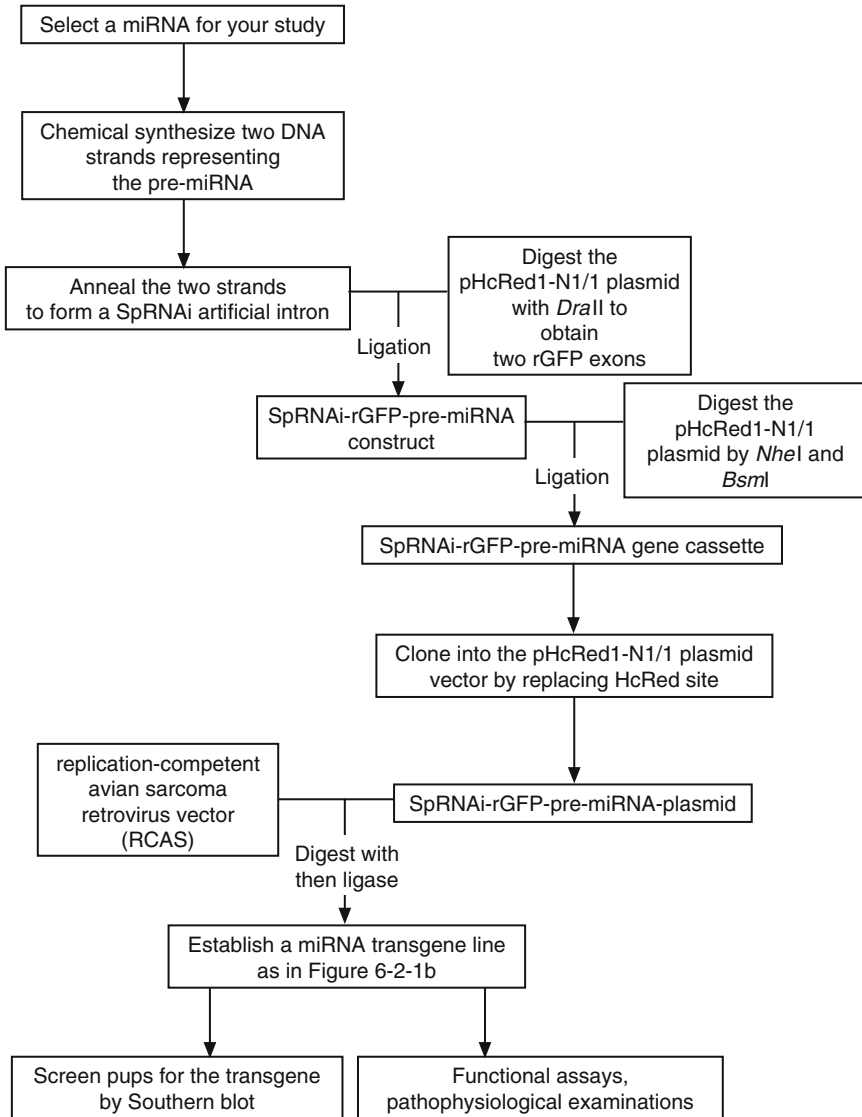 Select a miRNA for your study
Chemical synthesize two DNA
strands representing
the pre-miRNA
Anneal the two strands
to form a SpRNAi artificial intron
Digest the
pHcRed1-N1/1 plasmid
with DraII to
obtain
two rGFP exons
Ligation
SpRNAi-rGFP-pre-miRNA
construct
Digest the
pHcRed1-N1/1
plasmid by NheI and
BsmI
Ligation
SpRNAi-rGFP-pre-miRNA gene cassette
Clone into the pHcRed1-N1/1 plasmid
vector by replacing HcRed site
replication-competent
avian sarcoma
retrovirus vector
(RCAS)
SpRNAi-rGFP-pre-miRNA-plasmid
Digest with
then ligase
Establish a miRNA transgene line
as in Figure 6-2-1b
Screen pups for the transgene
by Southern blot
Functional assays,
pathophysiological examinations